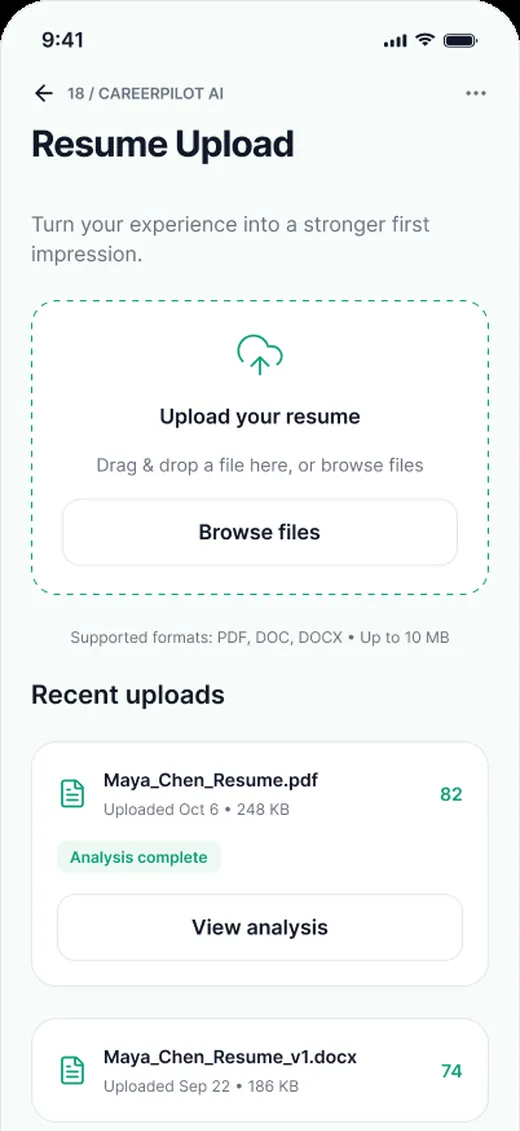 9:41
18 / CAREERPILOT AI
Resume Upload
Turn your experience into a stronger first
impression.
Upload your resume
Drag & drop a file here, or browse files
Browse files
Supported formats: PDF, DOC, DOCX • Up to 10 MB
Recent uploads
Maya_Chen_Resume.pdf
Uploaded Oct 6 • 248 KB
82
Analysis complete
View analysis
Maya_Chen_Resume_v1.docx
Uploaded Sep 22 • 186 KB
74